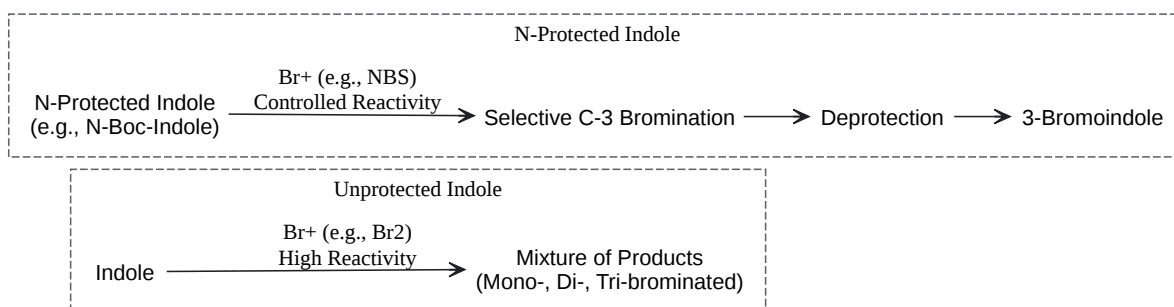 N-Protected Indole
Br+ (e.g., NBS)
Controlled Reactivity
N-Protected Indole
(e.g., N-Boc-Indole)
Selective C-3 Bromination
Deprotection
3-Bromoindole
Unprotected Indole
Br+ (e.g., Br2)
High Reactivity
Indole
Mixture of Products
(Mono-, Di-, Tri-brominated)